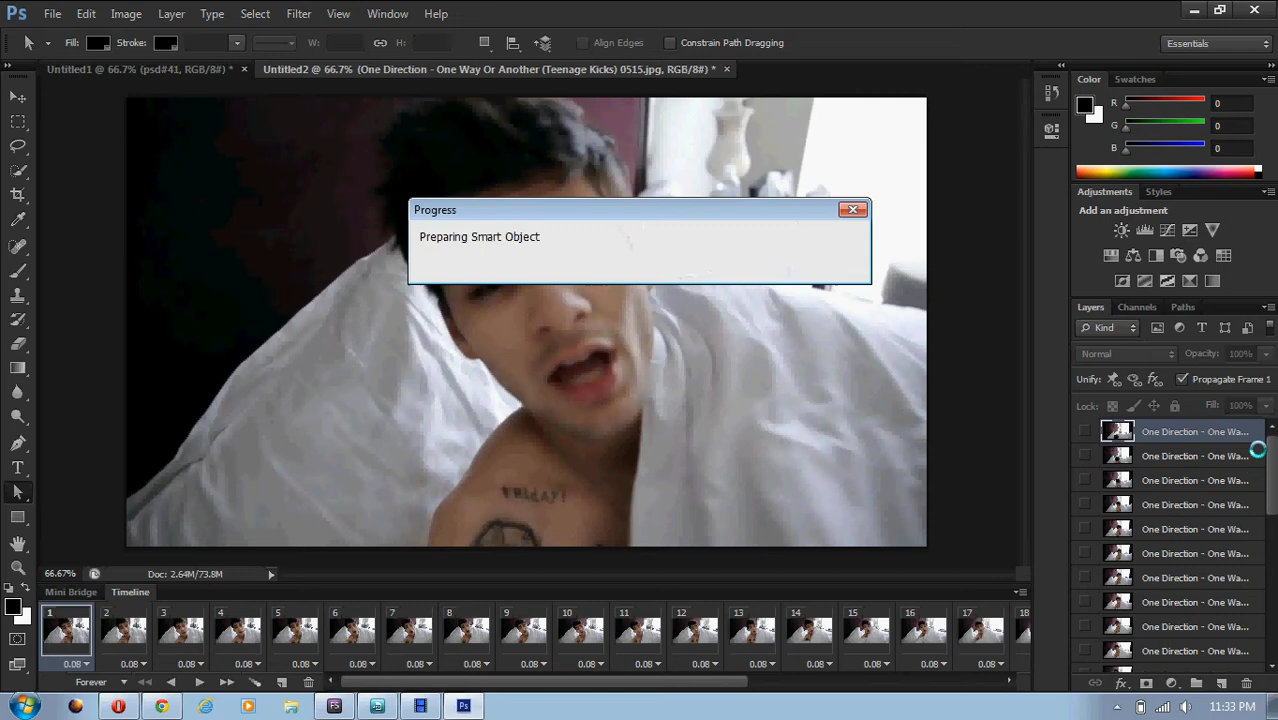 Ps File Edit Image Layer Type Select Filter View Window Help
Fill: Stroke: W: H: Align Edges Constrain Path Dragging Essentials
Untitled1 @ 66.7% (psd#41, RGB/8#) * × Untitled2 @ 66.7% (One Direction - One Way Or Another (Teenage Kicks) 0515.jpg, RGB/8#) * ×
Color Swatches
R 0
G 0
B 0
Adjustments Styles
Add an adjustment
Progress
Preparing Smart Object
Layers Channels Paths
Kind
Normal Opacity: 100%
Unify: Propagate Frame 1
Lock: Fill: 100%
One Direction - One Wa...
One Direction - One Wa...
One Direction - One Wa...
One Direction - One Wa...
One Direction - One Wa...
One Direction - One Wa...
One Direction - One Wa...
One Direction - One Wa...
One Direction - One Wa...
One Direction - One Wa...
66.67% Doc: 2.64M/73.8M
Mini Bridge Timeline
1 2 3 4 5 6 7 8 9 10 11 12 13 14 15 16 17 18
0.08 0.08 0.08 0.08 0.08 0.08 0.08 0.08 0.08 0.08 0.08 0.08 0.08 0.08 0.08 0.08 0.08
Forever
FS Ps 11:33 PM